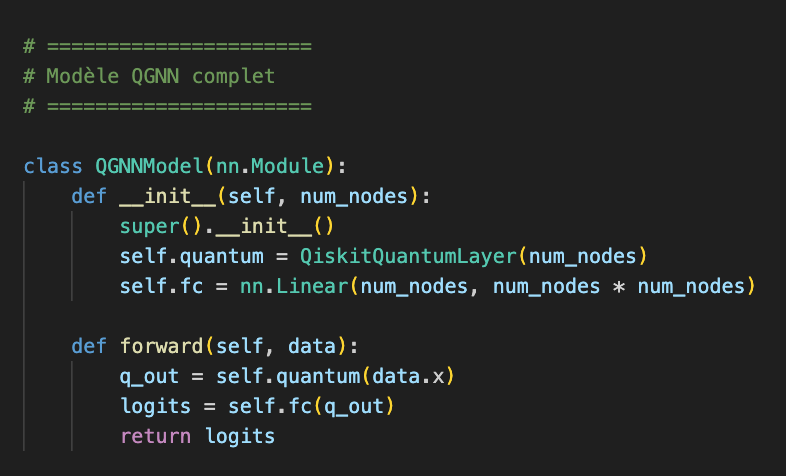 # ======================
# Modèle QGNN complet
# ======================
class QGNNModel(nn.Module):
    def __init__(self, num_nodes):
        super().__init__()
        self.quantum = QiskitQuantumLayer(num_nodes)
        self.fc = nn.Linear(num_nodes, num_nodes * num_nodes)
    def forward(self, data):
        q_out = self.quantum(data.x)
        logits = self.fc(q_out)
        return logits